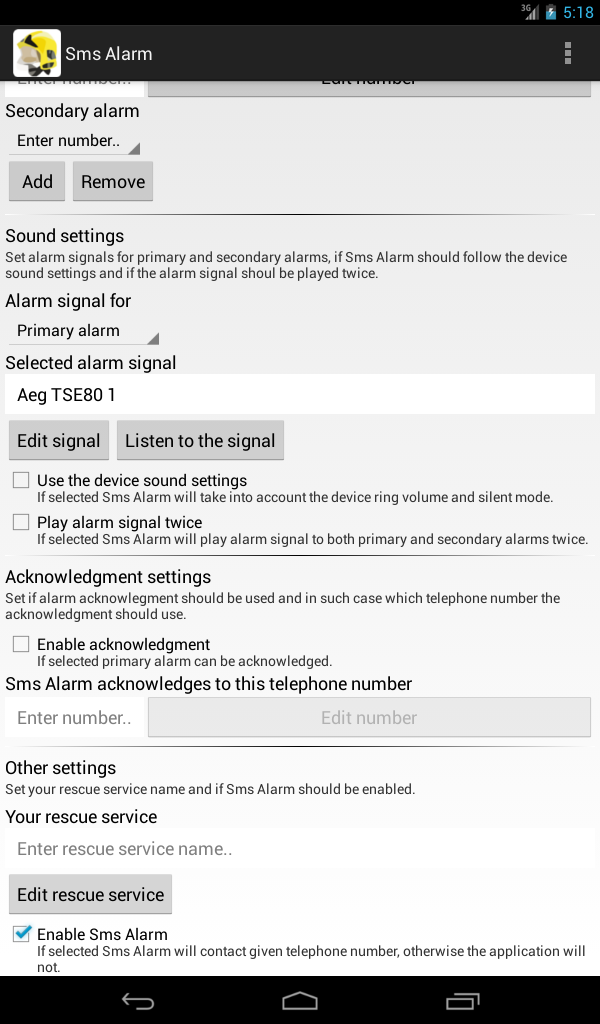 3G 5:18
Sms Alarm
Enter number.. Edit number
Secondary alarm
Enter number..
Add Remove
Sound settings
Set alarm signals for primary and secondary alarms, if Sms Alarm should follow the device
sound settings and if the alarm signal shoul be played twice.
Alarm signal for
Primary alarm
Selected alarm signal
Aeg TSE80 1
Edit signal Listen to the signal
Use the device sound settings
If selected Sms Alarm will take into account the device ring volume and silent mode.
Play alarm signal twice
If selected Sms Alarm will play alarm signal to both primary and secondary alarms twice.
Acknowledgment settings
Set if alarm acknowlegment should be used and in such case which telephone number the
acknowledgment should use.
Enable acknowledgment
If selected primary alarm can be acknowledged.
Sms Alarm acknowledges to this telephone number
Enter number.. Edit number
Other settings
Set your rescue service name and if Sms Alarm should be enabled.
Your rescue service
Enter rescue service name..
Edit rescue service
Enable Sms Alarm
If selected Sms Alarm will contact given telephone number, otherwise the application will
not.